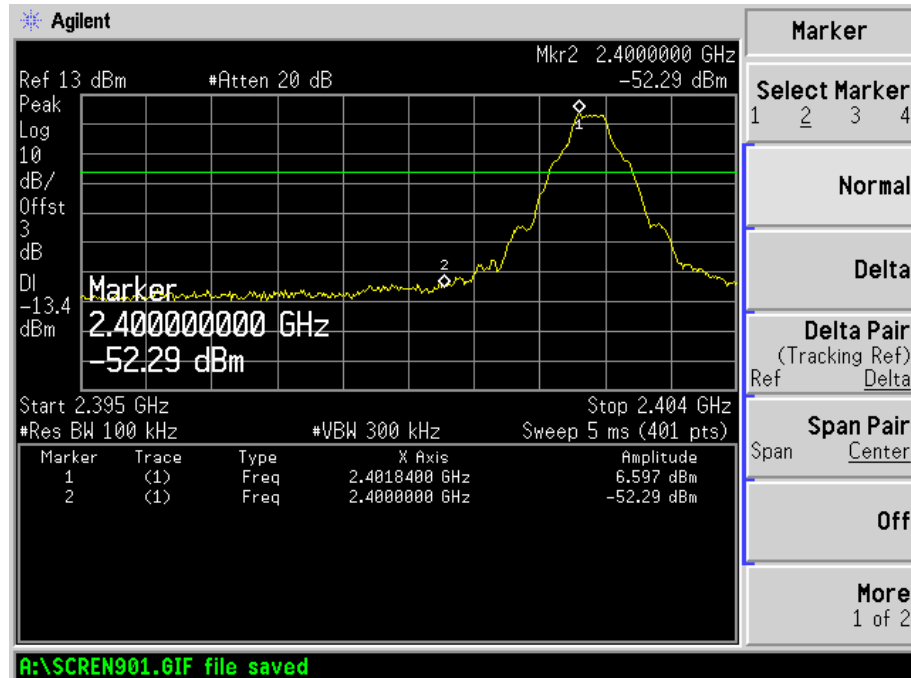 Agilent
Marker
Mkr2 2.4000000 GHz
Ref 13 dBm #Atten 20 dB -52.29 dBm
Peak
Log
10
dB/
Offst
3
dB
DI
-13.4
dBm
1
2
Marker
2.400000000 GHz
-52.29 dBm
Start 2.395 GHz Stop 2.404 GHz
#Res BW 100 kHz #VBW 300 kHz Sweep 5 ms (401 pts)
Marker Trace Type X Axis Amplitude
1 (1) Freq 2.4018400 GHz 6.597 dBm
2 (1) Freq 2.4000000 GHz -52.29 dBm
Select Marker
1 2 3 4
Normal
Delta
Delta Pair
(Tracking Ref)
Ref Delta
Span Pair
Span Center
Off
More
1 of 2
A:\SCREN901.GIF file saved